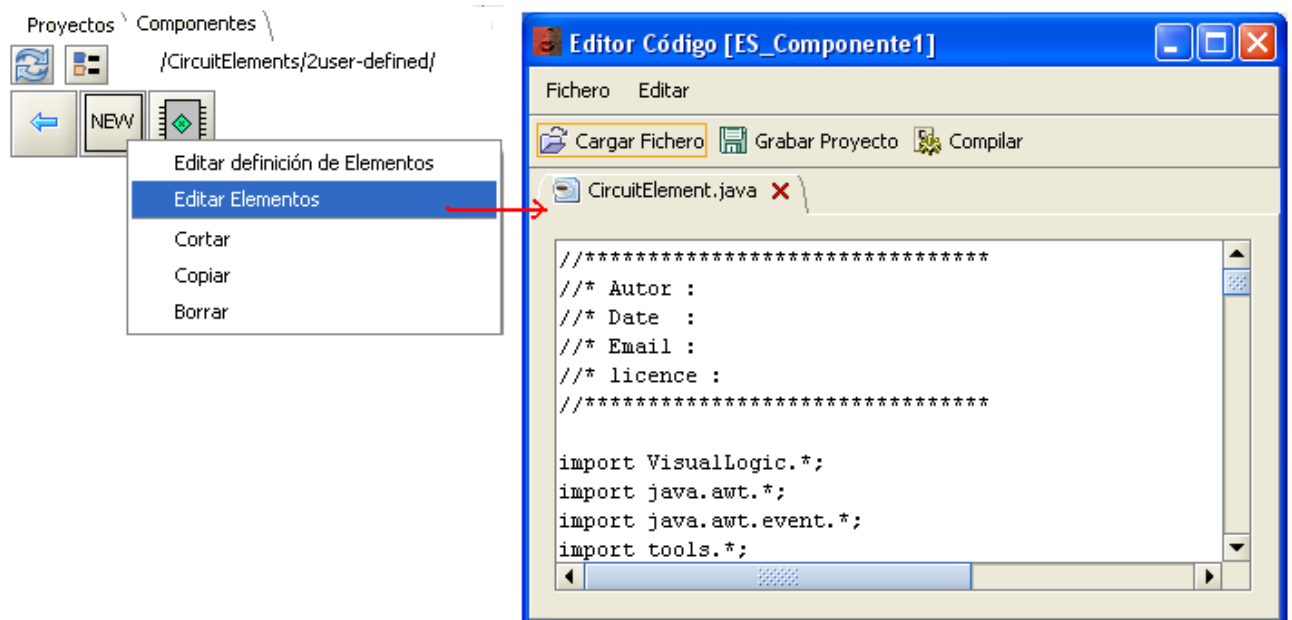 Proyectos Componentes
/CircuitElements/2user-defined/
NEW
Editar definición de Elementos
Editar Elementos
Cortar
Copiar
Borrar
Editor Código [ES_Componente1]
Fichero Editar
Cargar Fichero Grabar Proyecto Compilar
CircuitElement.java
//********************************
//* Autor :
//* Date  :
//* Email :
//* licence :
//********************************
import VisualLogic.*;
import java.awt.*;
import java.awt.event.*;
import tools.*;